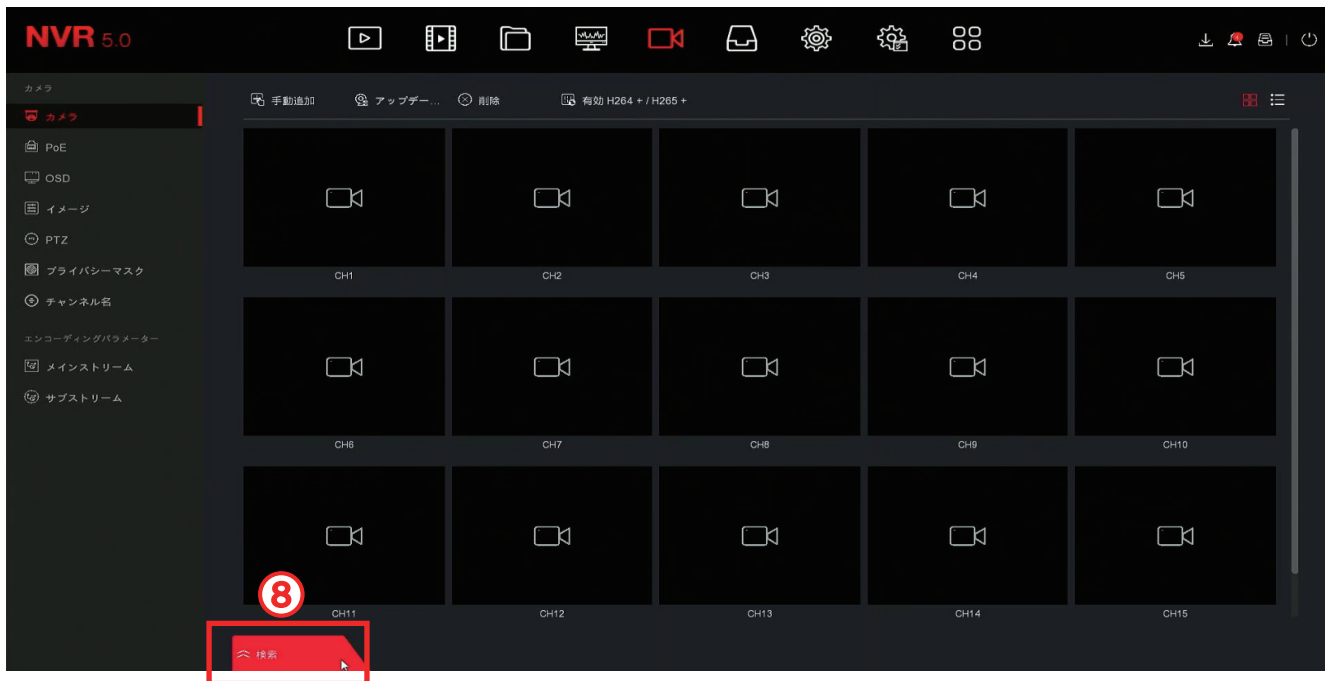 NVR 5.0
カメラ
カメラ
PoE
OSD
イメージ
PTZ
プライバシーマスク
チャンネル名
エンコーディングパラメーター
メインストリーム
サブストリーム
手動追加 アップデー... 削除 有効 H264 + / H265 +
CH1 CH2 CH3 CH4 CH5
CH6 CH7 CH8 CH9 CH10
CH11 CH12 CH13 CH14 CH15
⑧
検索